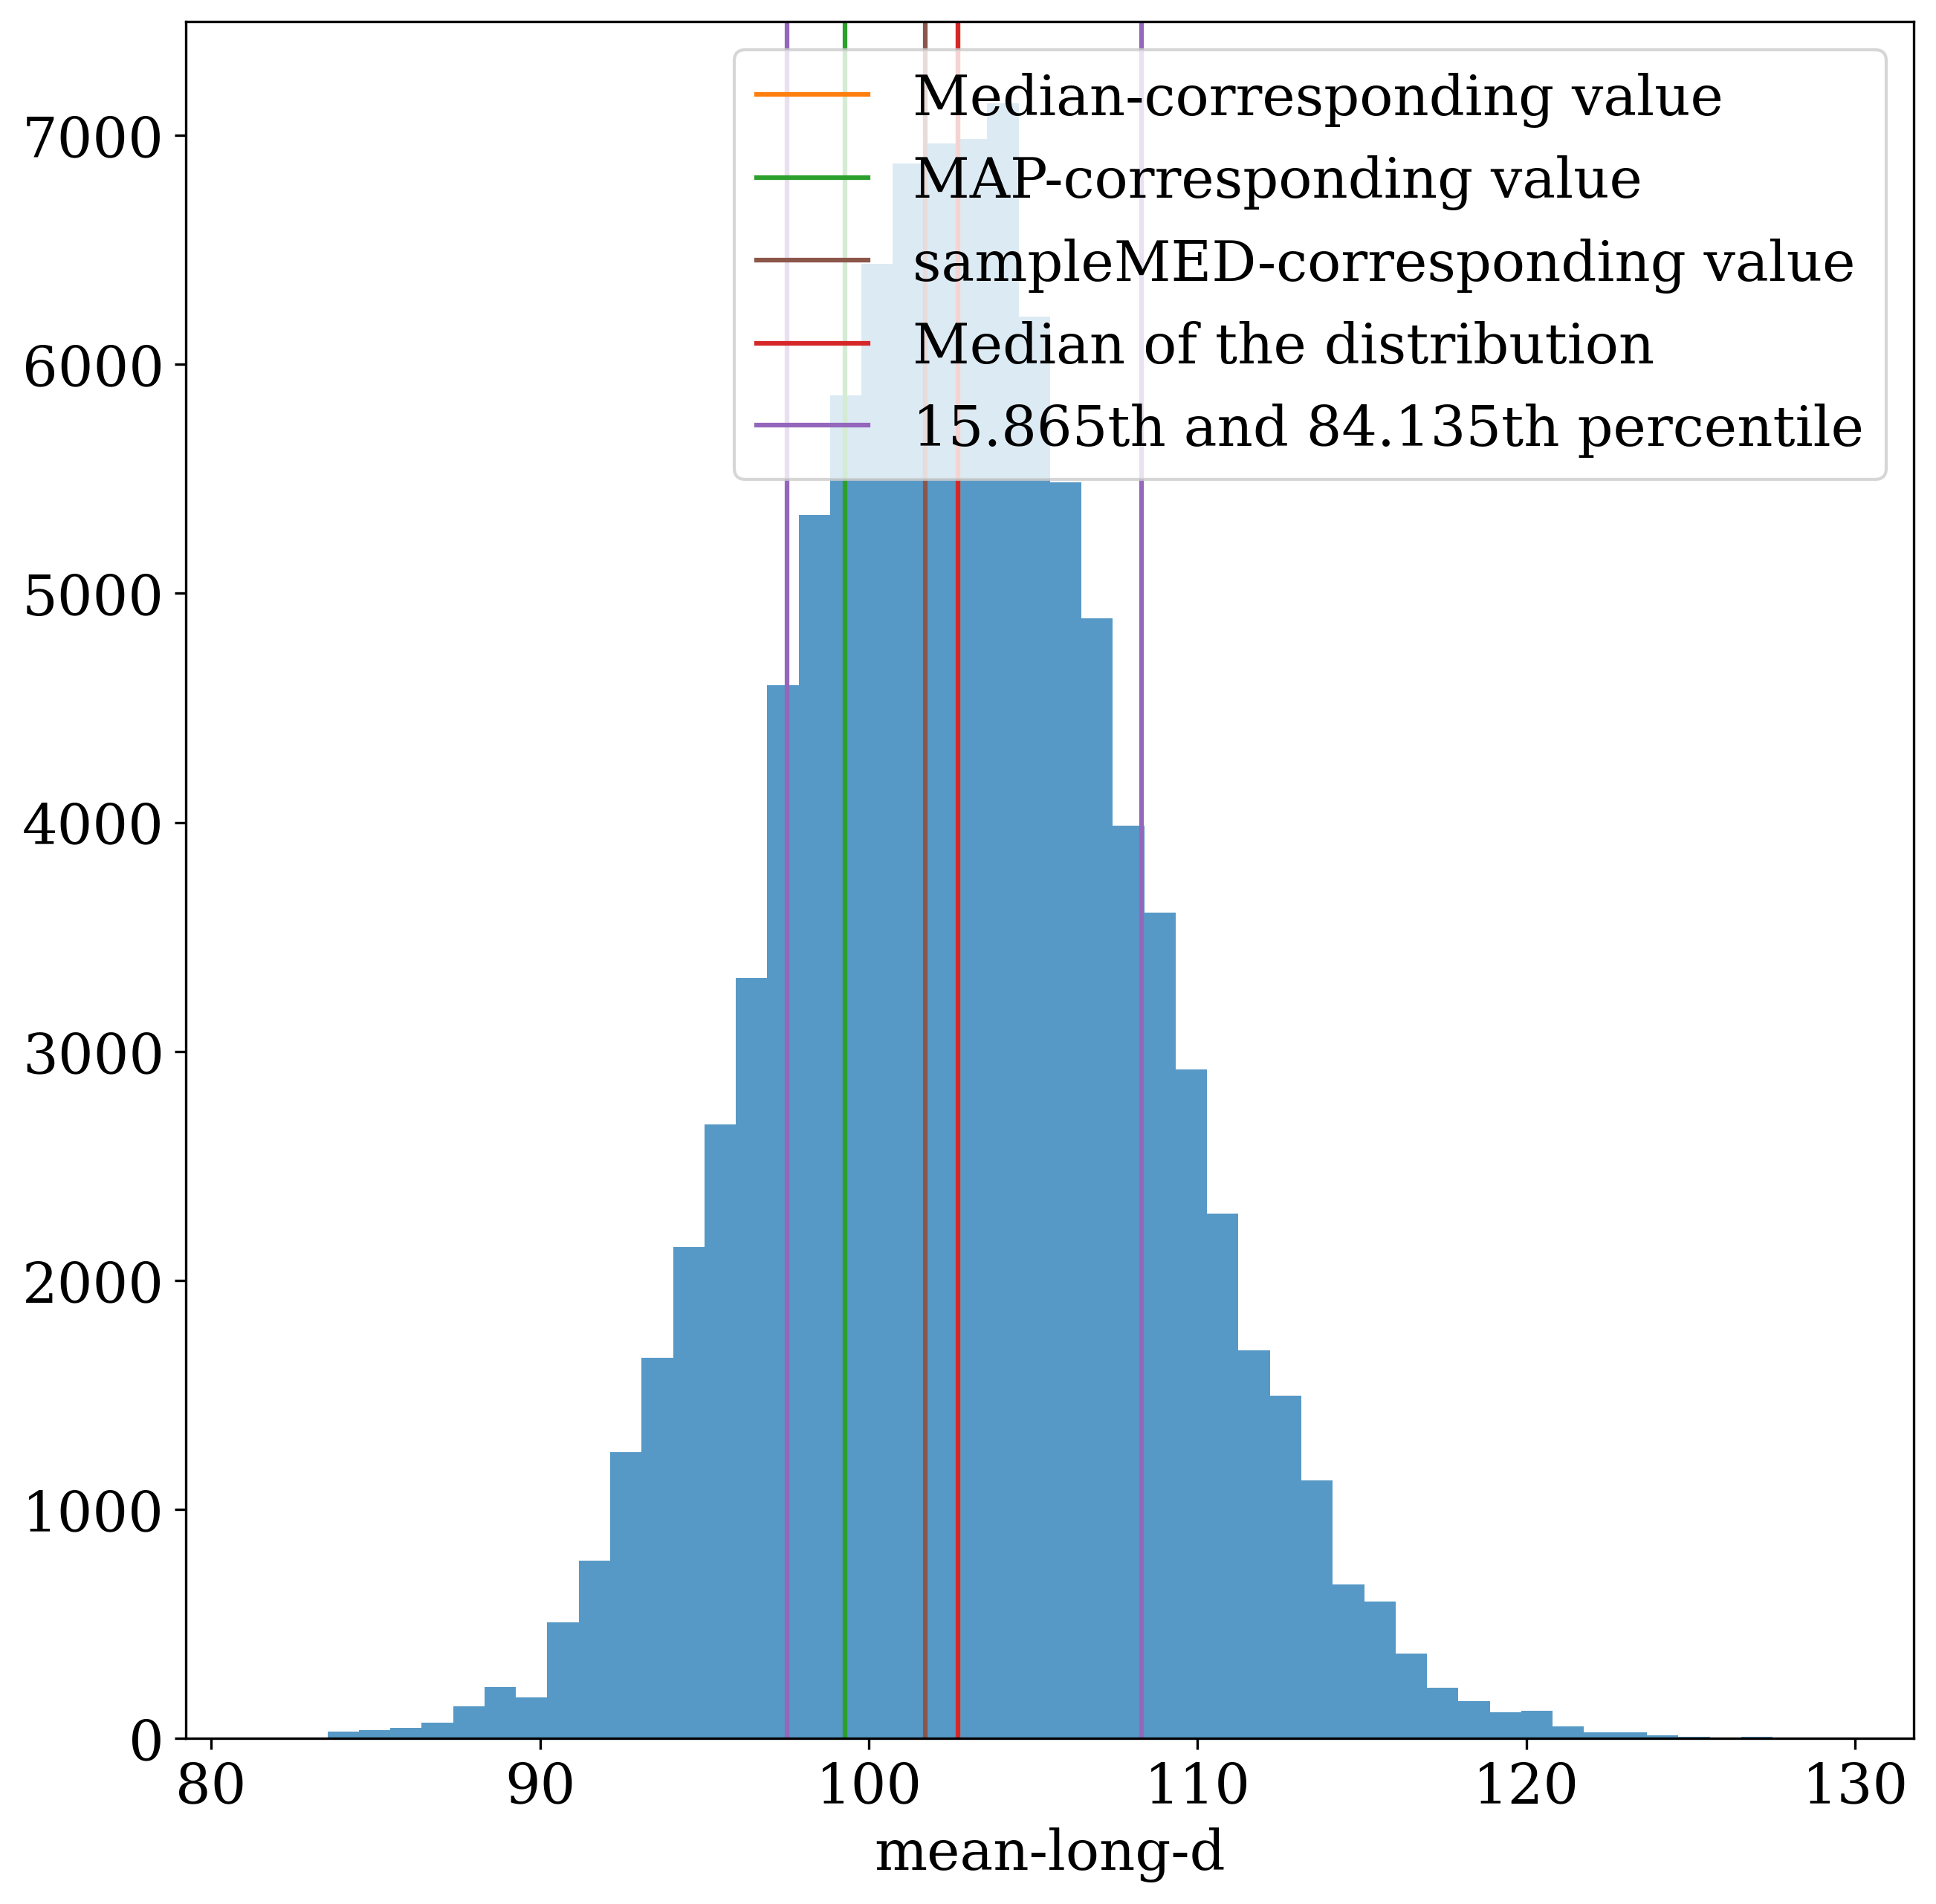 Median-corresponding value
MAP-corresponding value
sampleMED-corresponding value
Median of the distribution
15.865th and 84.135th percentile
7000
6000
5000
4000
3000
2000
1000
0
80 90 100 110 120 130
mean-long-d